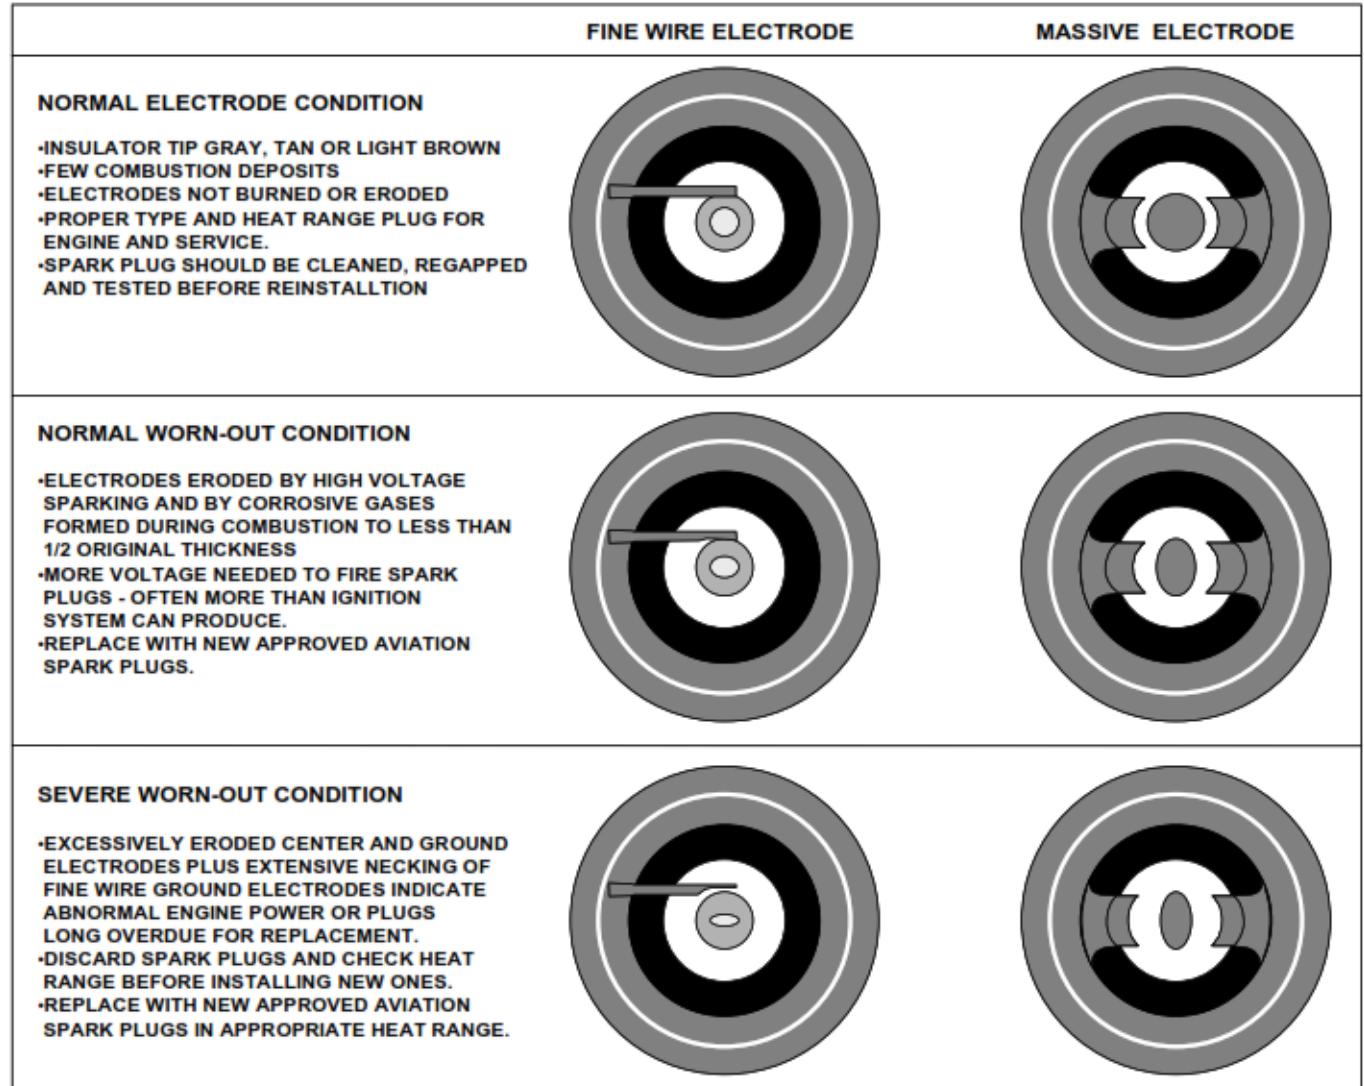 FINE WIRE ELECTRODE
MASSIVE ELECTRODE
NORMAL ELECTRODE CONDITION
•INSULATOR TIP GRAY, TAN OR LIGHT BROWN
•FEW COMBUSTION DEPOSITS
•ELECTRODES NOT BURNED OR ERODED
•PROPER TYPE AND HEAT RANGE PLUG FOR
ENGINE AND SERVICE.
•SPARK PLUG SHOULD BE CLEANED, REGAPPED
AND TESTED BEFORE REINSTALLTION
NORMAL WORN-OUT CONDITION
•ELECTRODES ERODED BY HIGH VOLTAGE
SPARKING AND BY CORROSIVE GASES
FORMED DURING COMBUSTION TO LESS THAN
1/2 ORIGINAL THICKNESS
•MORE VOLTAGE NEEDED TO FIRE SPARK
PLUGS - OFTEN MORE THAN IGNITION
SYSTEM CAN PRODUCE.
•REPLACE WITH NEW APPROVED AVIATION
SPARK PLUGS.
SEVERE WORN-OUT CONDITION
•EXCESSIVELY ERODED CENTER AND GROUND
ELECTRODES PLUS EXTENSIVE NECKING OF
FINE WIRE GROUND ELECTRODES INDICATE
ABNORMAL ENGINE POWER OR PLUGS
LONG OVERDUE FOR REPLACEMENT.
•DISCARD SPARK PLUGS AND CHECK HEAT
RANGE BEFORE INSTALLING NEW ONES.
•REPLACE WITH NEW APPROVED AVIATION
SPARK PLUGS IN APPROPRIATE HEAT RANGE.